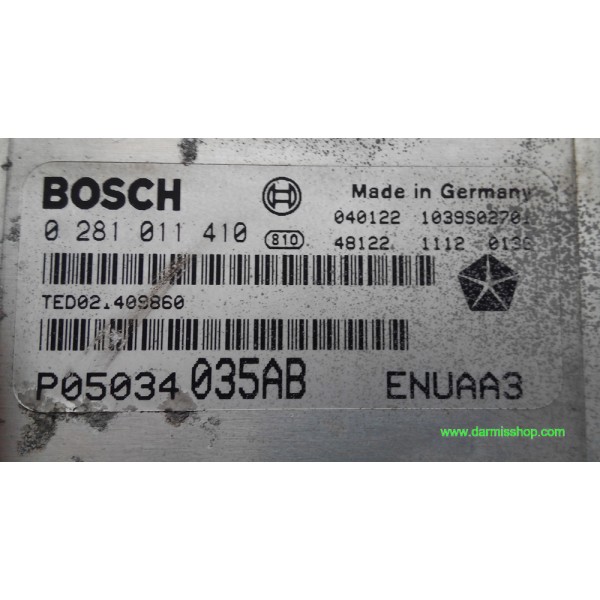 BOSCH
Made in Germany
0 281 011 410 810
040122 1039S02701
48122 1112
TED02.409860
P05034 035AB ENUAA3
www.darmisshop.com